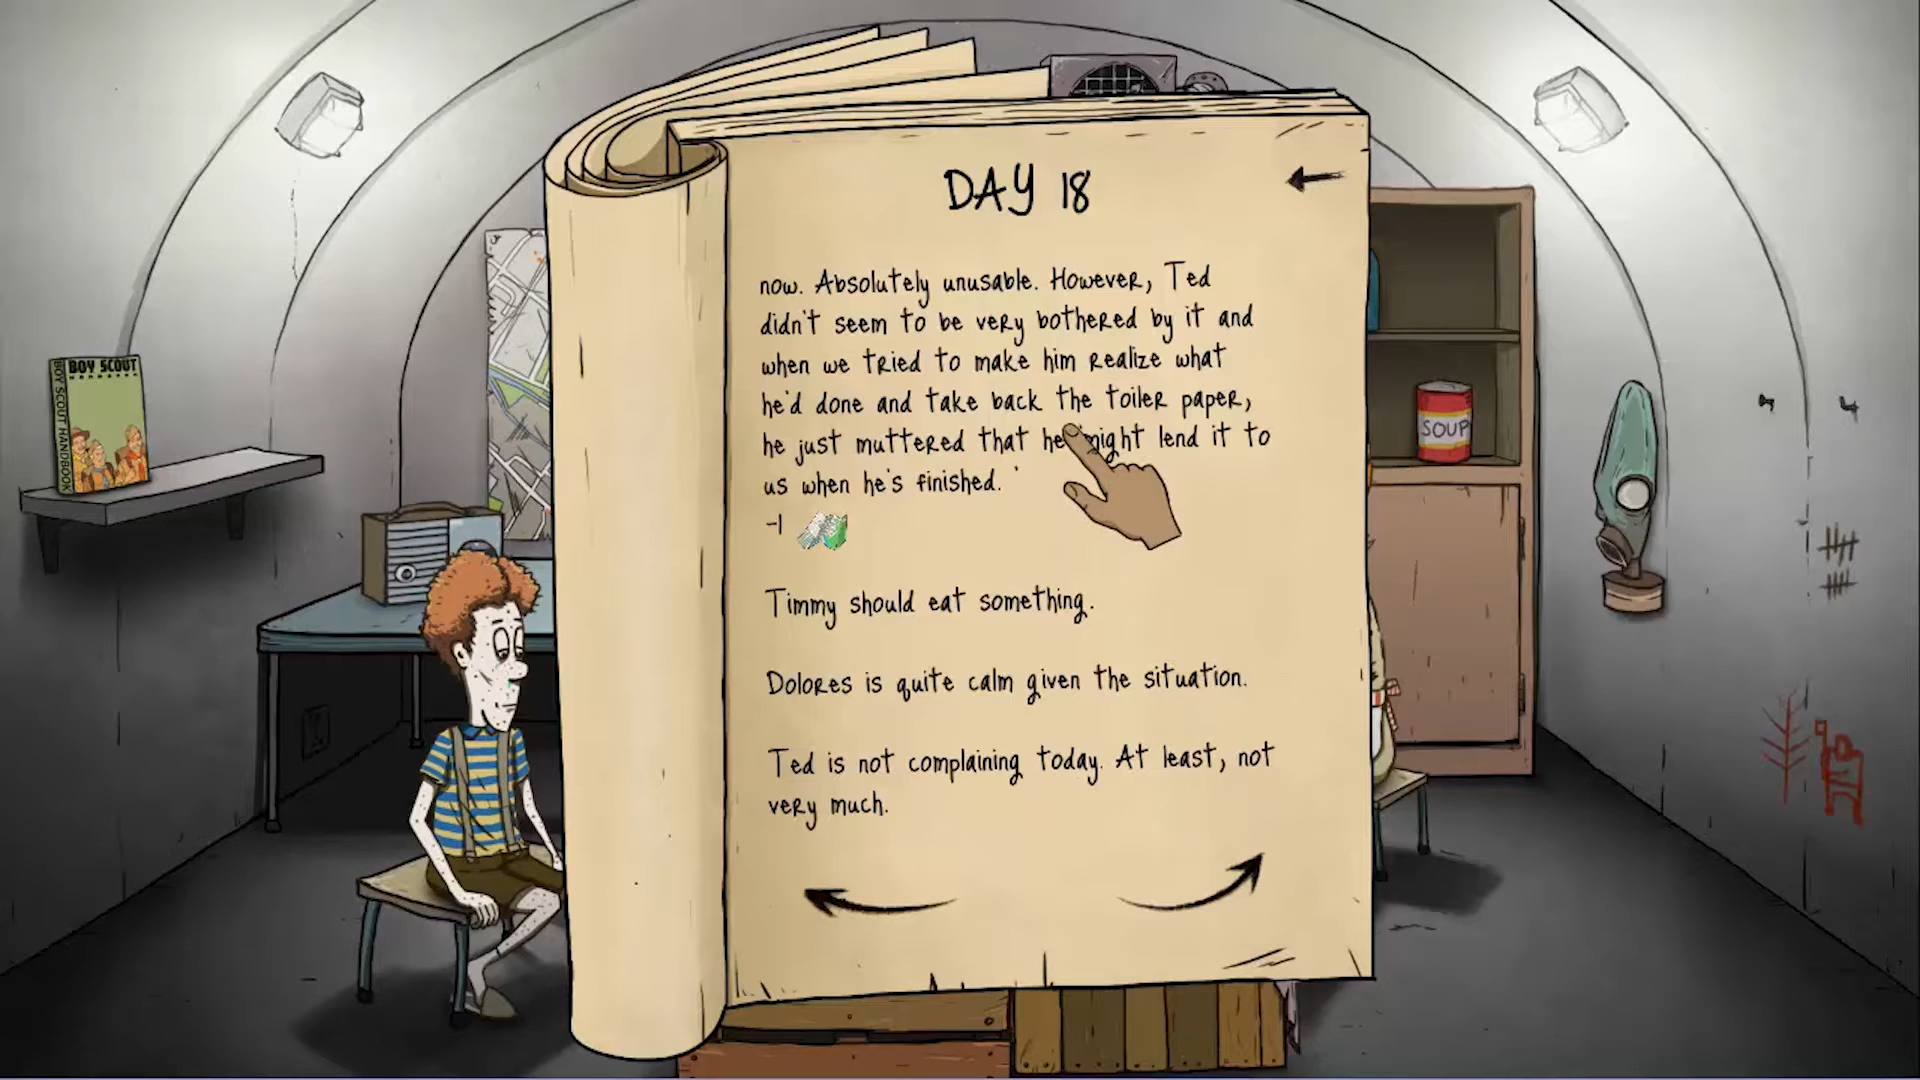 DAY 18
now. Absolutely unusable. However, Ted
didn't seem to be very bothered by it and
when we tried to make him realize what
he'd done and take back the toiler paper,
he just muttered that he might lend it to
us when he's finished. '
-1
Timmy should eat something.
Dolores is quite calm given the situation.
Ted is not complaining today. At least, not
very much.
BOY SCOUT
BOY SCOUT HANDBOOK
SOUP